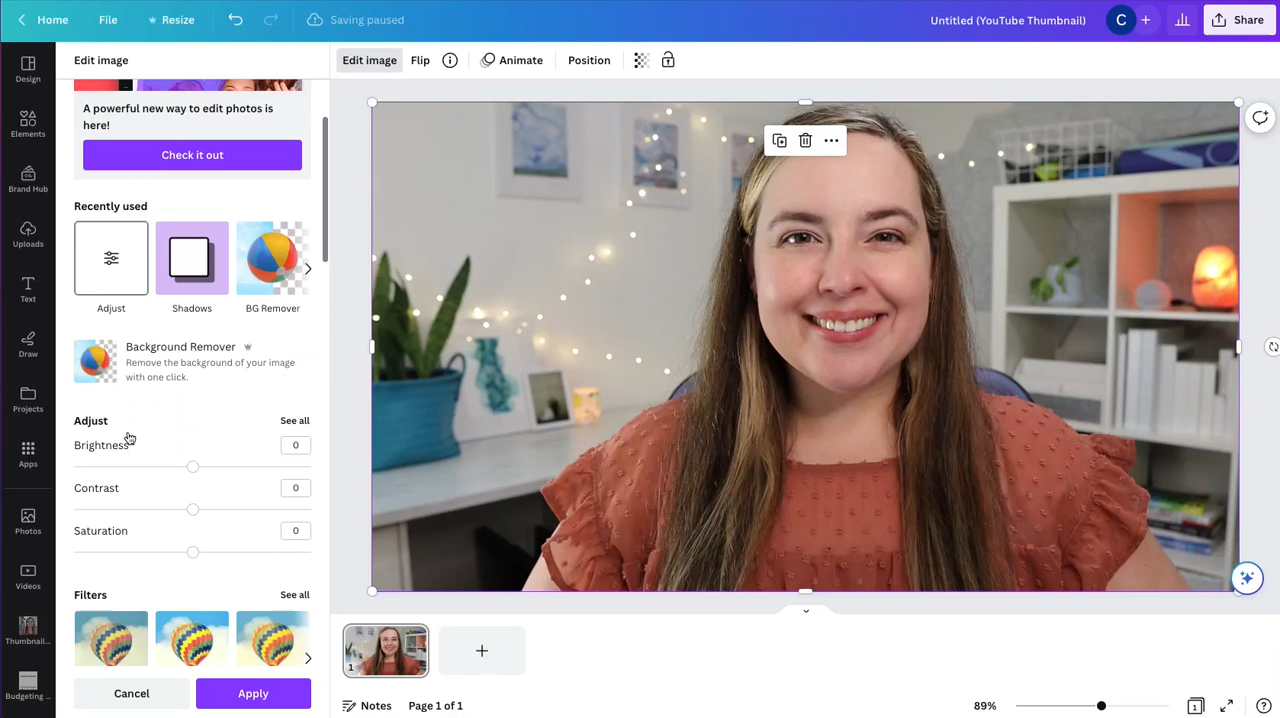 Home File Resize Saving paused Untitled (YouTube Thumbnail) C + Share
Design
Elements
Brand Hub
Uploads
Text
Draw
Projects
Apps
Photos
Videos
Thumbnail...
Budgeting ...
Edit image
A powerful new way to edit photos is
here!
Check it out
Recently used
Adjust Shadows BG Remover
Background Remover
Remove the background of your image
with one click.
Adjust See all
Brightness 0
Contrast 0
Saturation 0
Filters See all
Cancel Apply
Edit image Flip Animate Position
1
Notes Page 1 of 1 89% 1